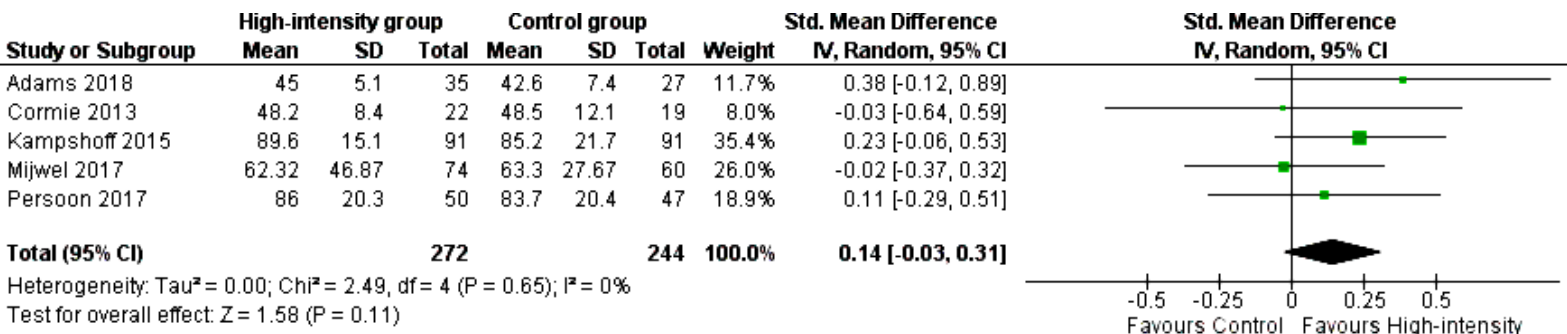 High-intensity group Control group Std. Mean Difference Std. Mean Difference
Study or Subgroup Mean SD Total Mean SD Total Weight IV, Random, 95% CI IV, Random, 95% CI
Adams 2018 45 5.1 35 42.6 7.4 27 11.7% 0.38 [-0.12, 0.89]
Cormie 2013 48.2 8.4 22 48.5 12.1 19 8.0% -0.03 [-0.64, 0.59]
Kampshoff 2015 89.6 15.1 91 85.2 21.7 91 35.4% 0.23 [-0.06, 0.53]
Mijwel 2017 62.32 46.87 74 63.3 27.67 60 26.0% -0.02 [-0.37, 0.32]
Persoon 2017 86 20.3 50 83.7 20.4 47 18.9% 0.11 [-0.29, 0.51]
Total (95% CI) 272 244 100.0% 0.14 [-0.03, 0.31]
Heterogeneity: Tau² = 0.00; Chi² = 2.49, df = 4 (P = 0.65); I² = 0%
Test for overall effect: Z = 1.58 (P = 0.11)
-0.5 -0.25 0 0.25 0.5
Favours Control Favours High-intensity